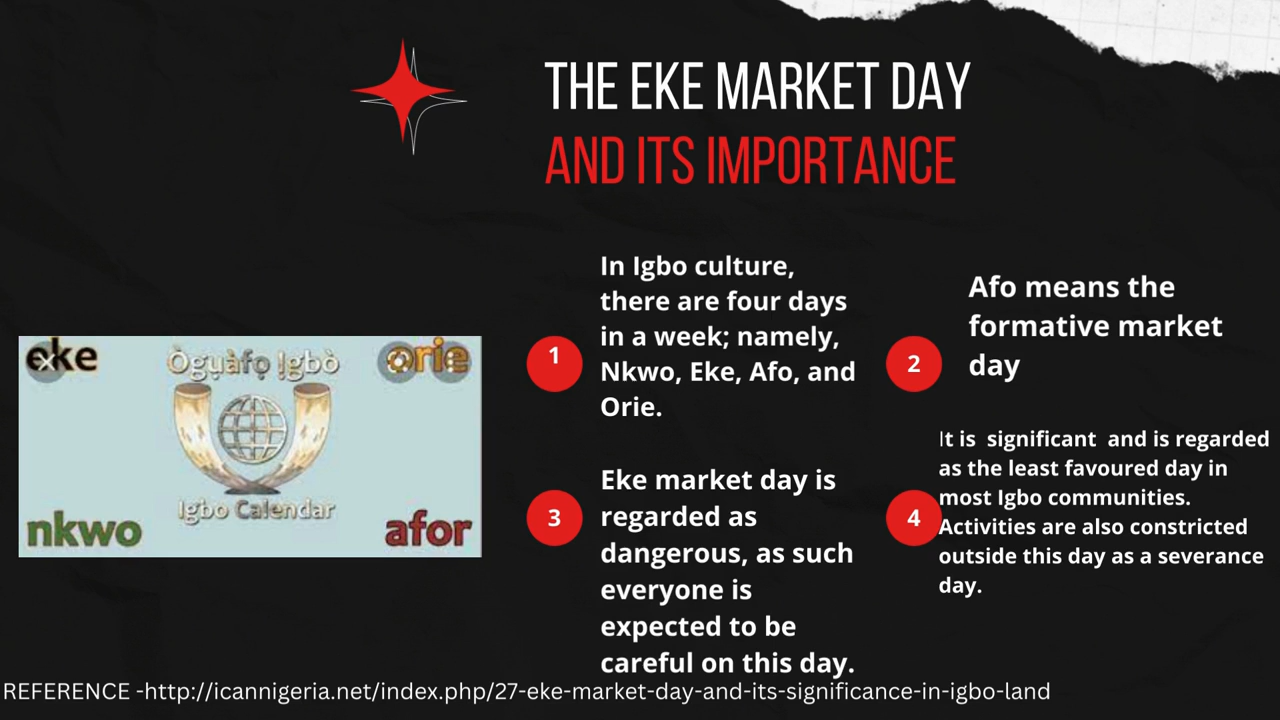 THE EKE MARKET DAY
AND ITS IMPORTANCE
eke
Ògụàfọ Ịgbò
orie
Igbo Calendar
nkwo
afor
1
In Igbo culture,
there are four days
in a week; namely,
Nkwo, Eke, Afo, and
Orie.
2
Afo means the
formative market
day
3
Eke market day is
regarded as
dangerous, as such
everyone is
expected to be
careful on this day.
4
It is significant and is regarded
as the least favoured day in
most Igbo communities.
Activities are also constricted
outside this day as a severance
day.
REFERENCE -http://icannigeria.net/index.php/27-eke-market-day-and-its-significance-in-igbo-land